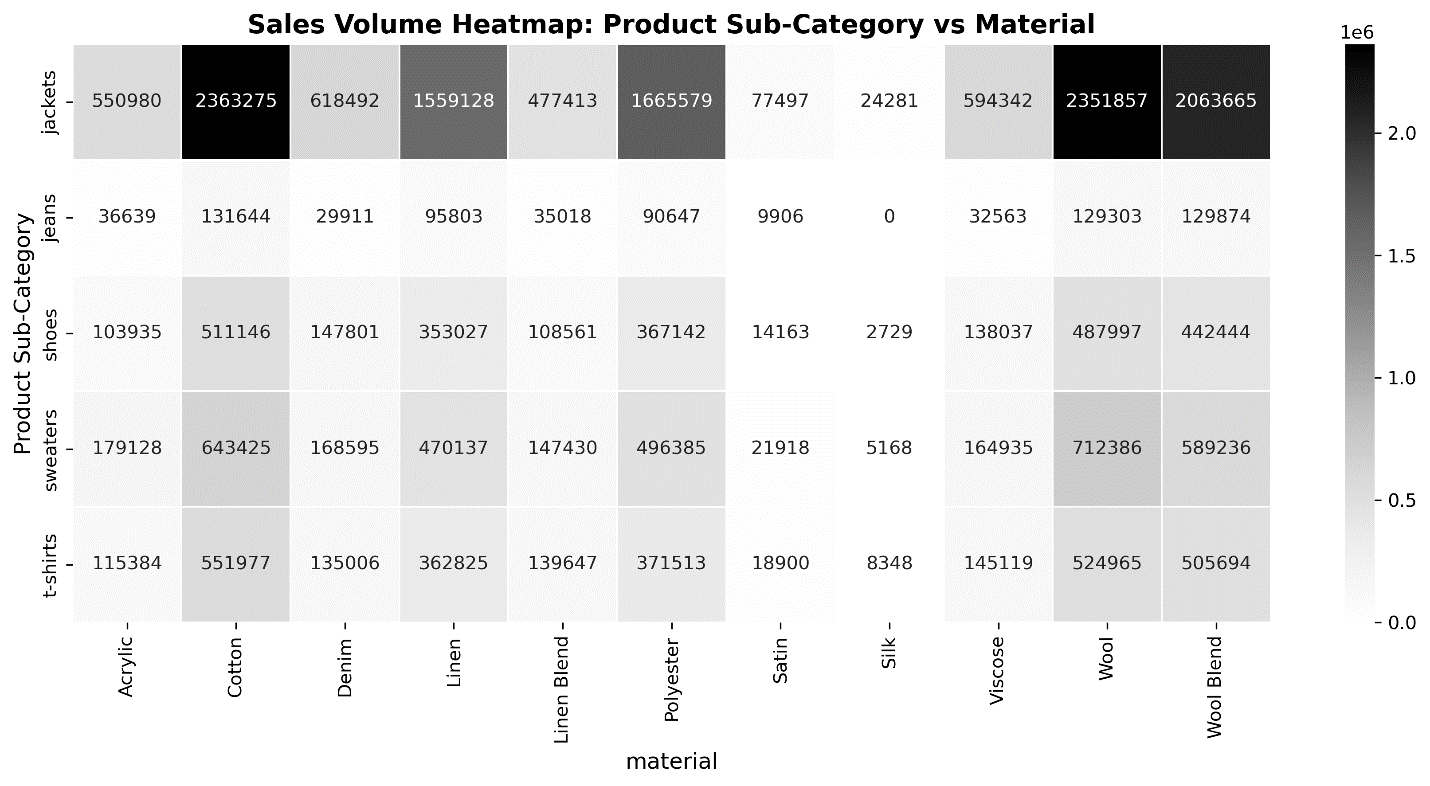 Sales Volume Heatmap: Product Sub-Category vs Material
1e6
jackets 550980 2363275 618492 1559128 477413 1665579 77497 24281 594342 2351857 2063665
jeans 36639 131644 29911 95803 35018 90647 9906 0 32563 129303 129874
shoes 103935 511146 147801 353027 108561 367142 14163 2729 138037 487997 442444
sweaters 179128 643425 168595 470137 147430 496385 21918 5168 164935 712386 589236
t-shirts 115384 551977 135006 362825 139647 371513 18900 8348 145119 524965 505694
Product Sub-Category
Acrylic Cotton Denim Linen Linen Blend Polyester Satin Silk Viscose Wool Wool Blend
material
2.0
1.5
1.0
0.5
0.0